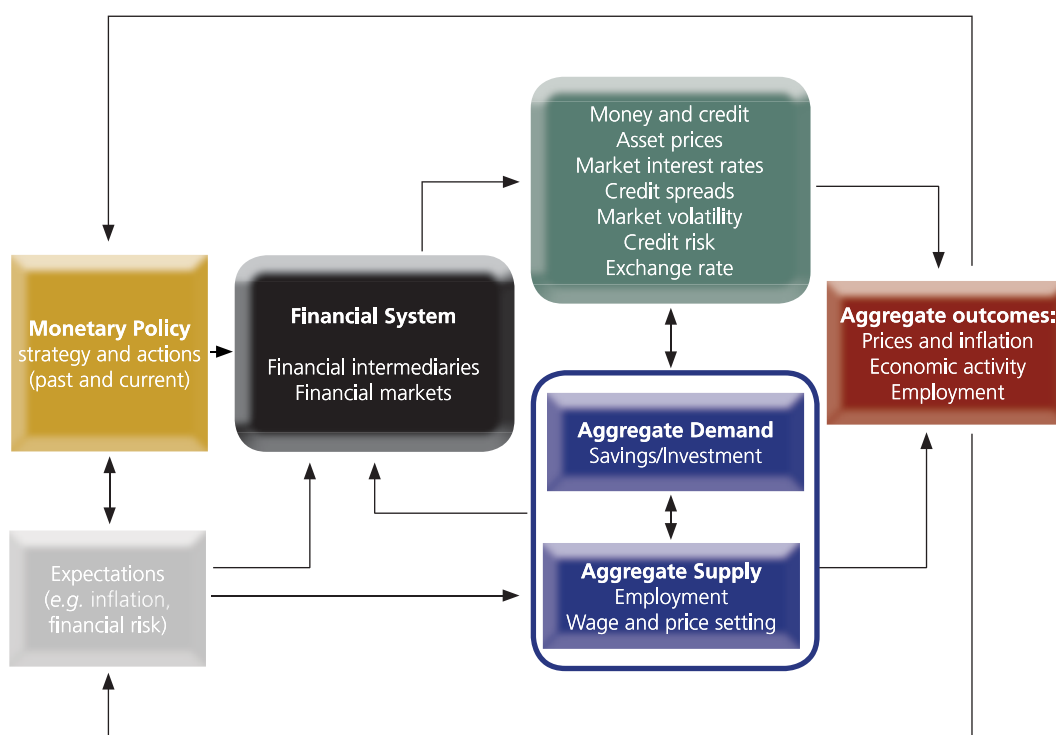 Money and credit
Asset prices
Market interest rates
Credit spreads
Market volatility
Credit risk
Exchange rate
Monetary Policy
strategy and actions
(past and current)
Financial System
Financial intermediaries
Financial markets
Aggregate outcomes:
Prices and inflation
Economic activity
Employment
Aggregate Demand
Savings/Investment
Expectations
(e.g. inflation,
financial risk)
Aggregate Supply
Employment
Wage and price setting